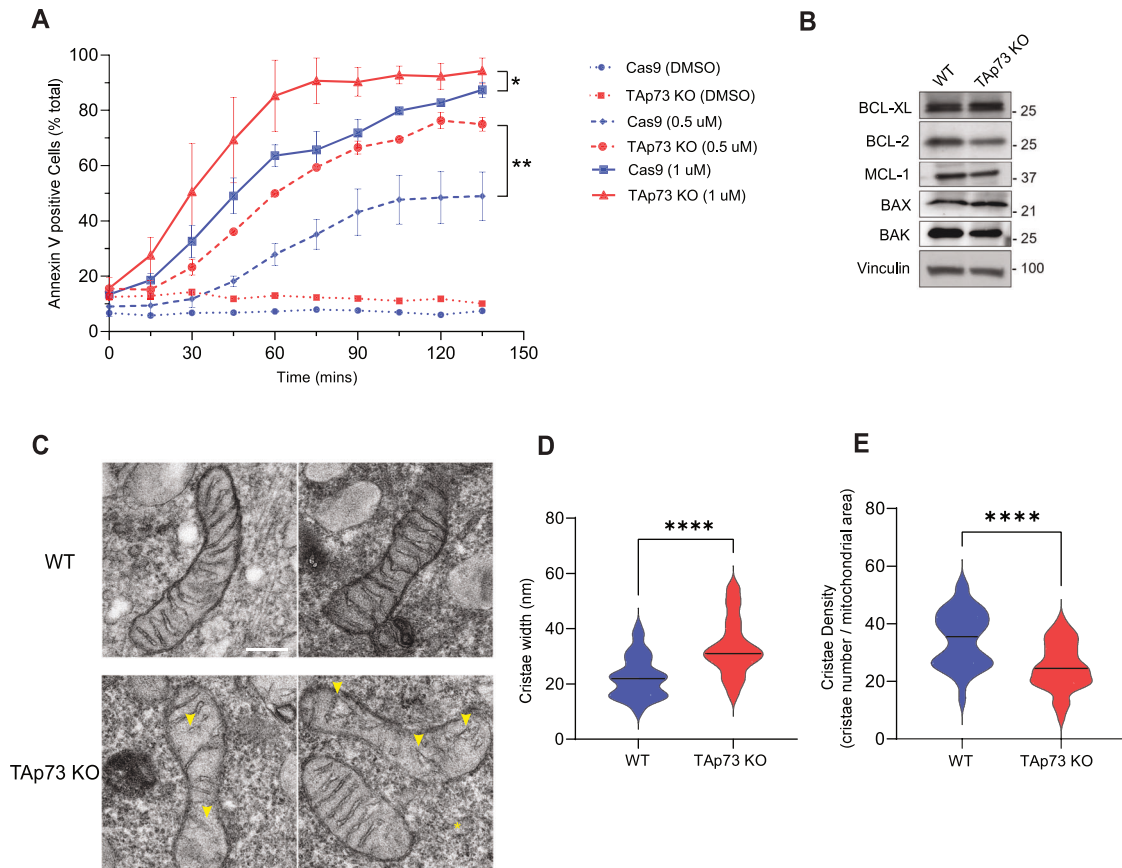 A
Annexin V positive Cells (% total)
100
80
60
40
20
0
0 30 60 90 120 150
Time (mins)
*
**
Cas9 (DMSO)
TAp73 KO (DMSO)
Cas9 (0.5 uM)
TAp73 KO (0.5 uM)
Cas9 (1 uM)
TAp73 KO (1 uM)
B
WT TAp73 KO
BCL-XL - 25
BCL-2 - 25
MCL-1 - 37
BAX - 21
BAK - 25
Vinculin - 100
C
WT
TAp73 KO
*
D
Cristae width (nm)
80
60
40
20
0
****
WT TAp73 KO
E
Cristae Density
(cristae number / mitochondrial area)
80
60
40
20
0
****
WT TAp73 KO